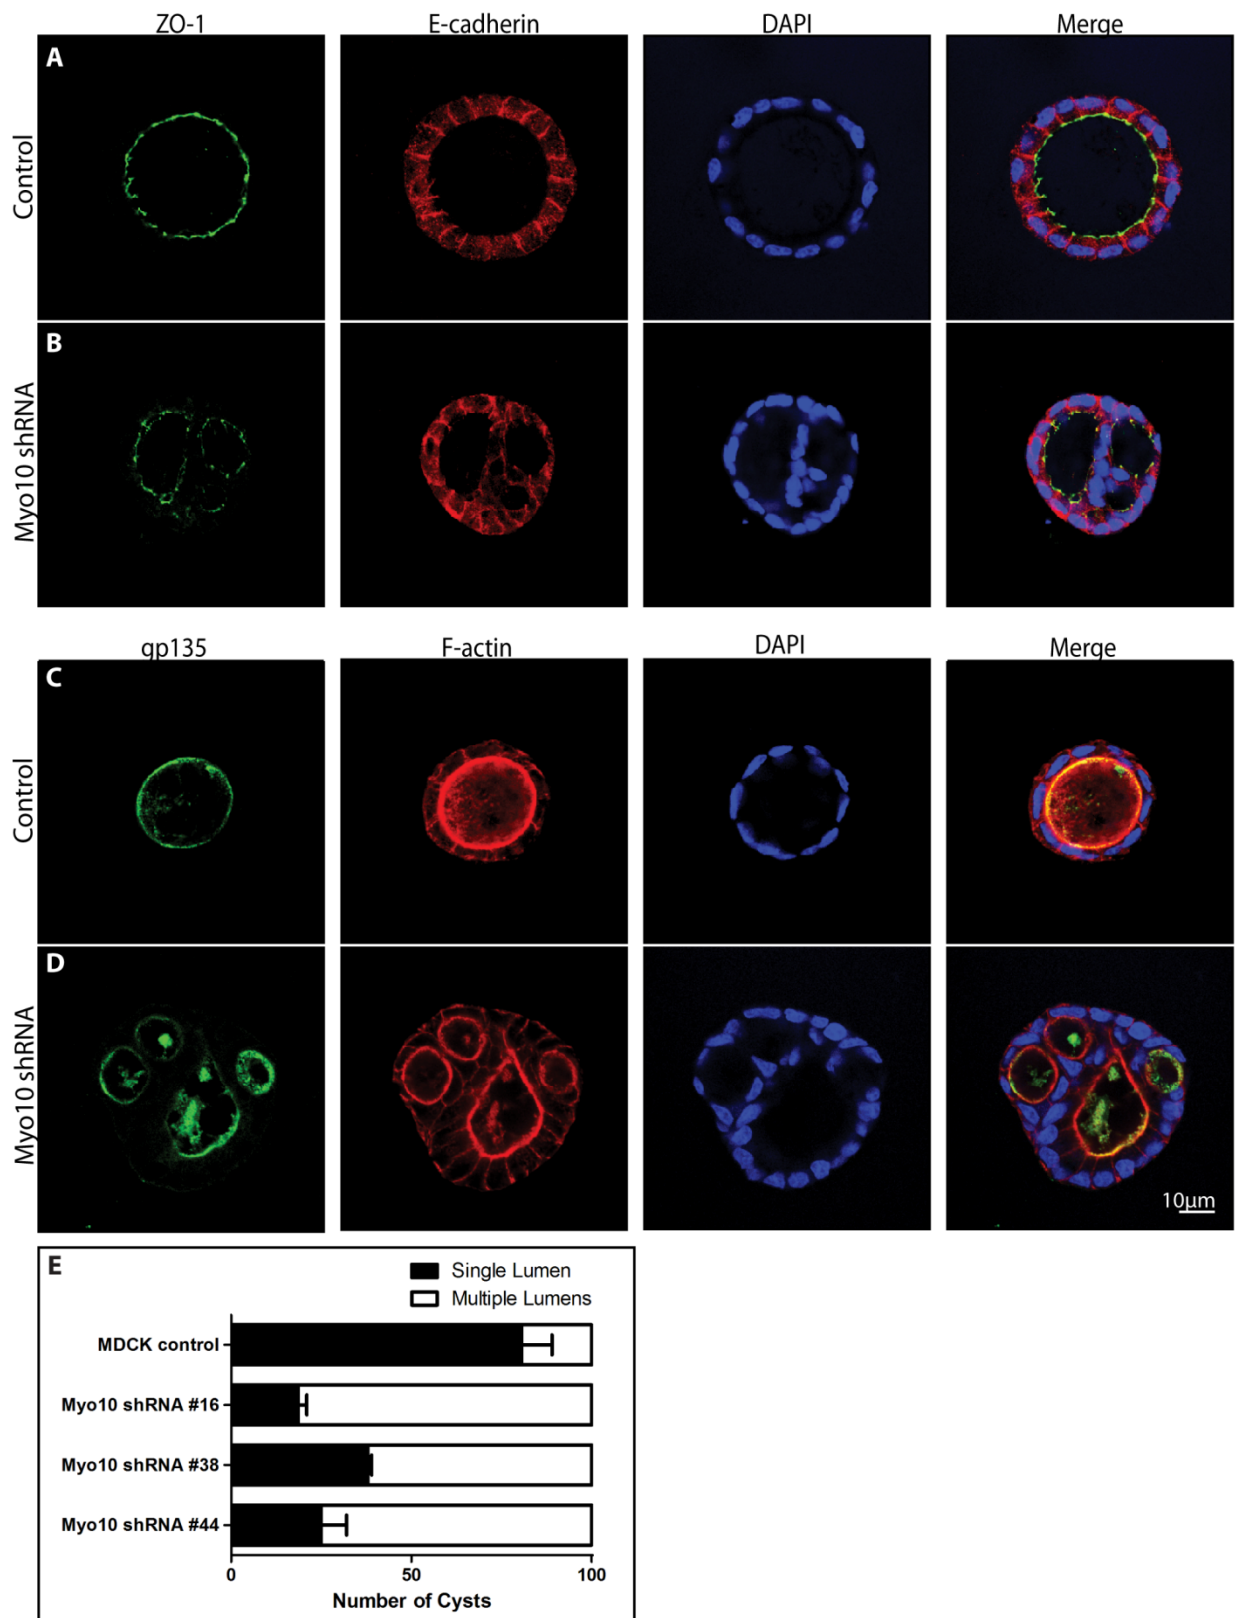 ZO-1 E-cadherin DAPI Merge
A
Control
B
Myo10 shRNA
gp135 F-actin DAPI Merge
C
Control
D
Myo10 shRNA
10µm
E
Single Lumen
Multiple Lumens
MDCK control
Myo10 shRNA #16
Myo10 shRNA #38
Myo10 shRNA #44
0 50 100
Number of Cysts